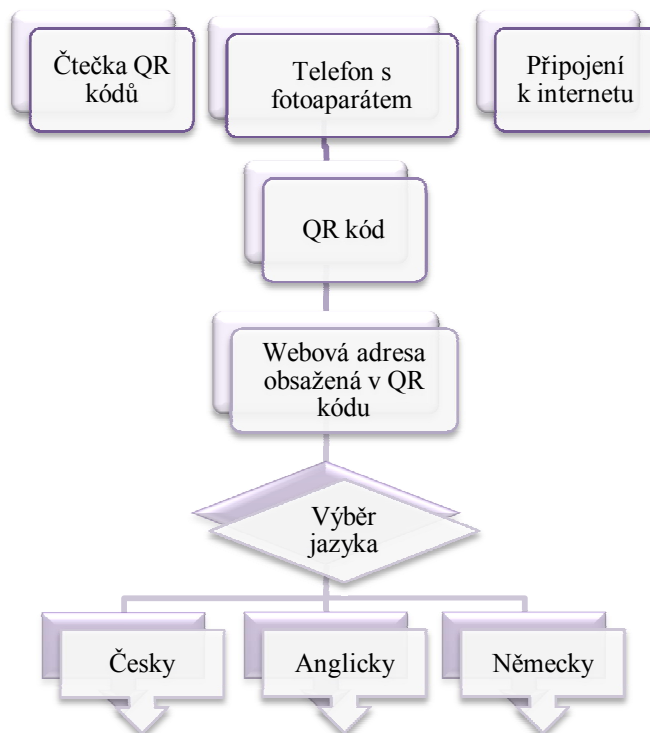 Čtečka QR
kódů
Telefon s
fotoaparátem
Připojení
k internetu
QR kód
Webová adresa
obsažená v QR
kódu
Výběr
jazyka
Česky
Anglicky
Německy